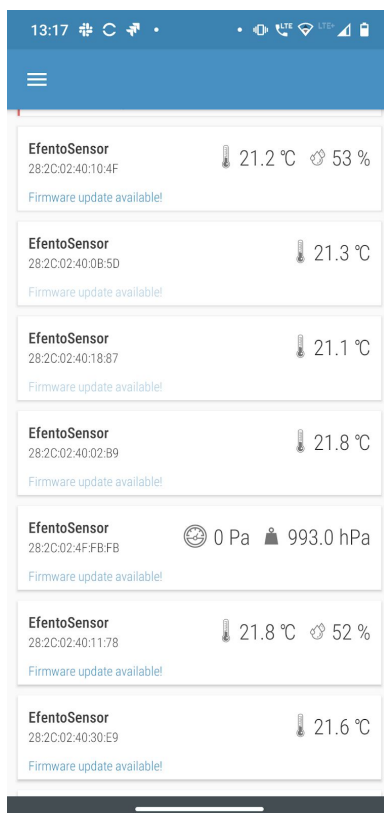 13:17
LTE LTE+
EfentoSensor
21.2 °C 53 %
28:2C:02:40:10:4F
Firmware update available!
EfentoSensor
21.3 °C
28:2C:02:40:0B:5D
Firmware update available!
EfentoSensor
21.1 °C
28:2C:02:40:18:87
Firmware update available!
EfentoSensor
21.8 °C
28:2C:02:40:02:B9
Firmware update available!
EfentoSensor
0 Pa 993.0 hPa
28:2C:02:4F:FB:FB
Firmware update available!
EfentoSensor
21.8 °C 52 %
28:2C:02:40:11:78
Firmware update available!
EfentoSensor
21.6 °C
28:2C:02:40:30:E9
Firmware update available!